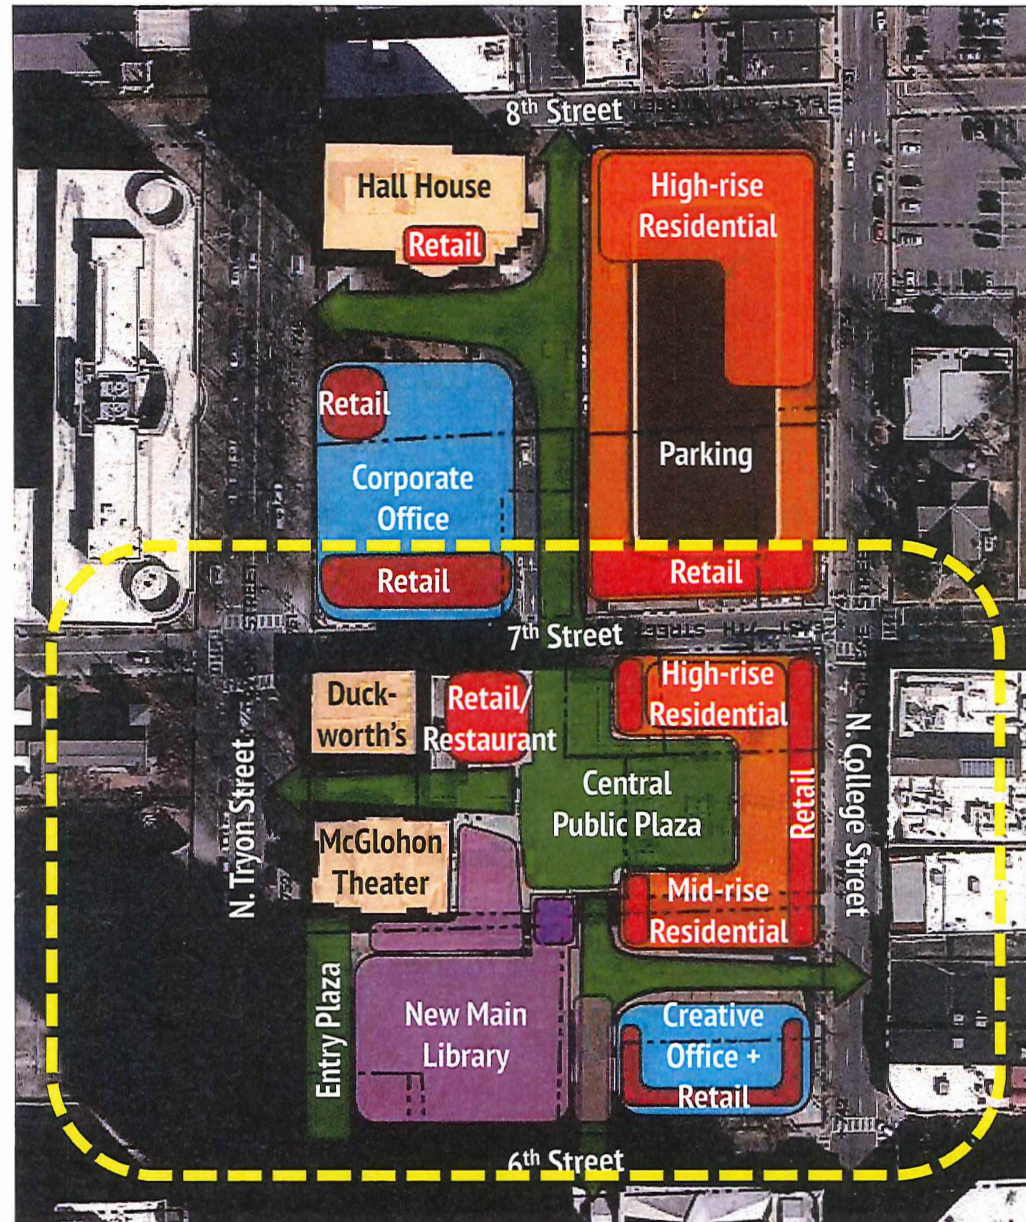 8th Street
Hall House
Retail
High-rise
Residential
Retail
Corporate
Office
Parking
Retail
Retail
7th Street
Duck-
worth's
Retail/
Restaurant
High-rise
Residential
N. Tryon Street
Central
Public Plaza
Retail
N. College Street
McGlohon
Theater
Mid-rise
Residential
Entry Plaza
New Main
Library
Creative
Office +
Retail
6th Street